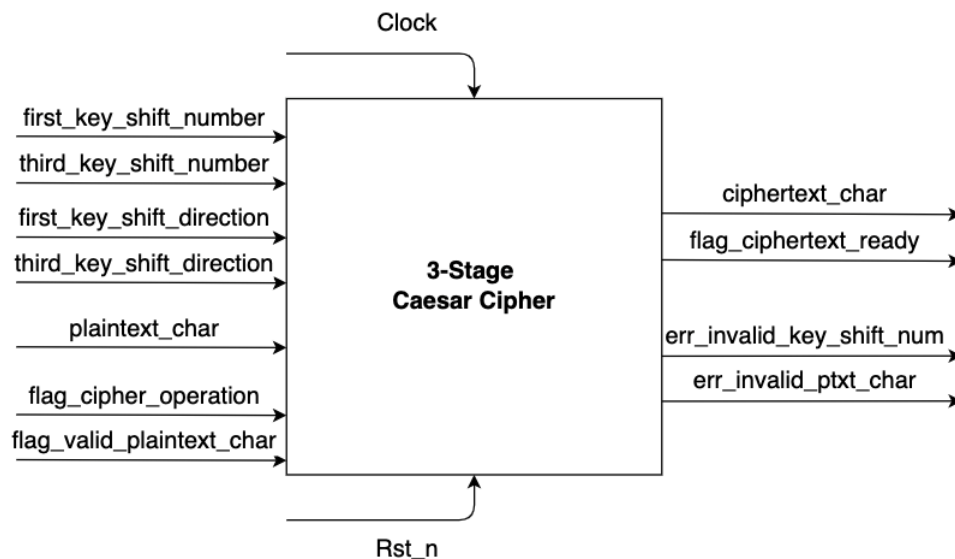 Clock
first_key_shift_number
third_key_shift_number
first_key_shift_direction
third_key_shift_direction
plaintext_char
flag_cipher_operation
flag_valid_plaintext_char
3-Stage
Caesar Cipher
ciphertext_char
flag_ciphertext_ready
err_invalid_key_shift_num
err_invalid_ptxt_char
Rst_n